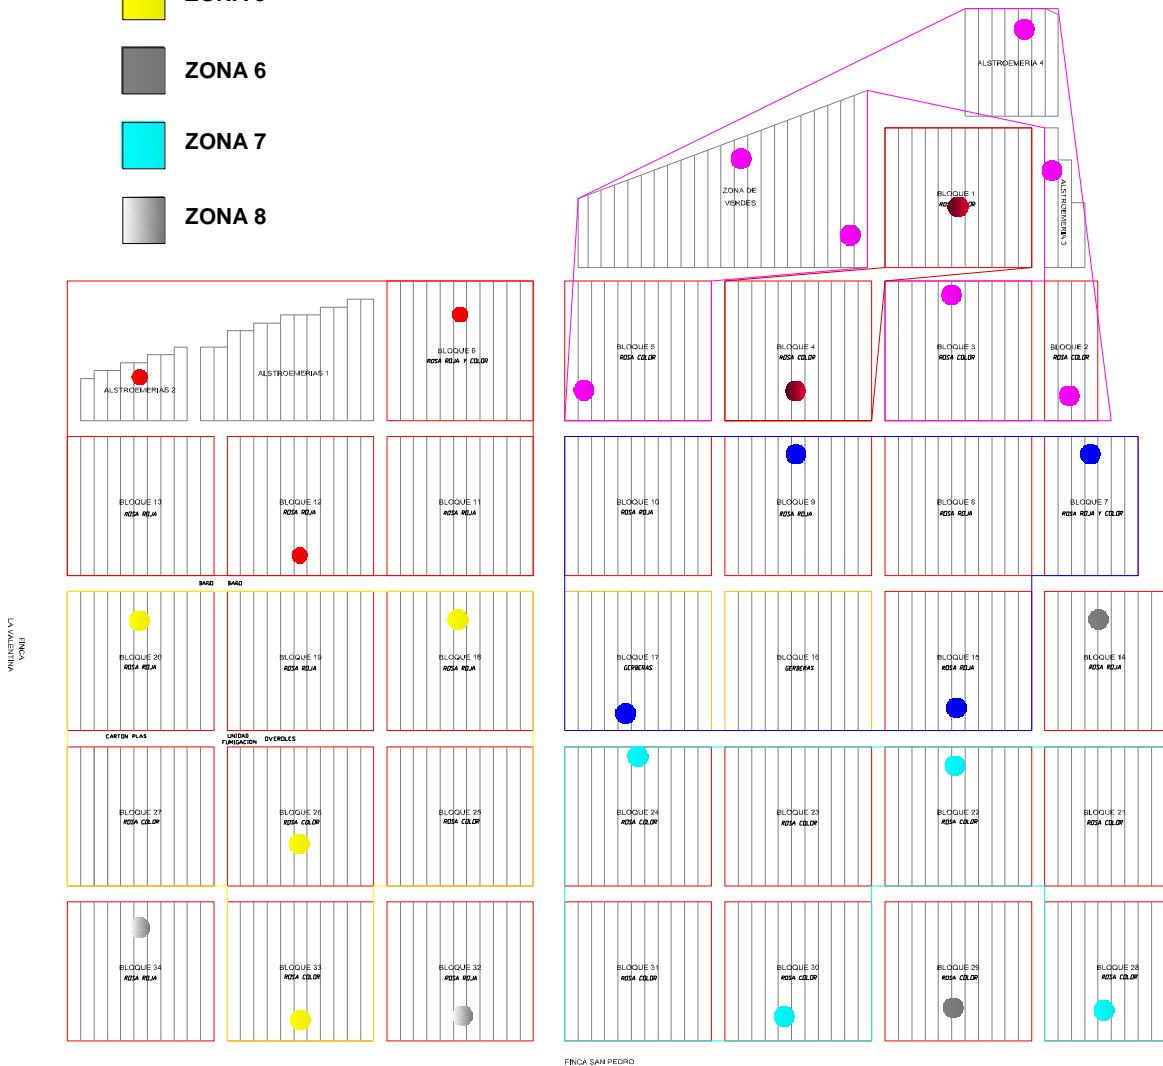 ZONA 6
ZONA 7
ZONA 8
ALSTROEMERIA 4
ZONA DE
VERDES
BLOQUE 1
ALSTROEMERIA 3
ALSTROEMERIAS 2
ALSTROEMERIAS 1
BLOQUE 6
ROSA ROJA Y COLOR
BLOQUE 5
ROSA COLOR
BLOQUE 4
ROSA COLOR
BLOQUE 3
ROSA COLOR
BLOQUE 2
ROSA COLOR
BLOQUE 13
ROSA ROJA
BLOQUE 12
ROSA ROJA
BLOQUE 11
ROSA ROJA
BLOQUE 10
ROSA ROJA
BLOQUE 9
ROSA ROJA
BLOQUE 8
ROSA ROJA
BLOQUE 7
ROSA ROJA Y COLOR
BAÑO BAÑO
FINCA
LA VALENTINA
BLOQUE 20
ROSA ROJA
BLOQUE 19
ROSA ROJA
BLOQUE 18
ROSA ROJA
BLOQUE 17
GERBERAS
BLOQUE 16
GERBERAS
BLOQUE 15
ROSA ROJA
BLOQUE 14
ROSA ROJA
CARTON PLAS
UNIDAD
FUMIGACION
OVEROLES
BLOQUE 27
ROSA COLOR
BLOQUE 26
ROSA COLOR
BLOQUE 25
ROSA COLOR
BLOQUE 24
ROSA COLOR
BLOQUE 23
ROSA COLOR
BLOQUE 22
ROSA COLOR
BLOQUE 21
ROSA COLOR
BLOQUE 34
ROSA ROJA
BLOQUE 33
ROSA COLOR
BLOQUE 32
ROSA ROJA
BLOQUE 31
ROSA COLOR
BLOQUE 30
ROSA COLOR
BLOQUE 29
ROSA COLOR
BLOQUE 28
ROSA COLOR
FINCA SAN PEDRO